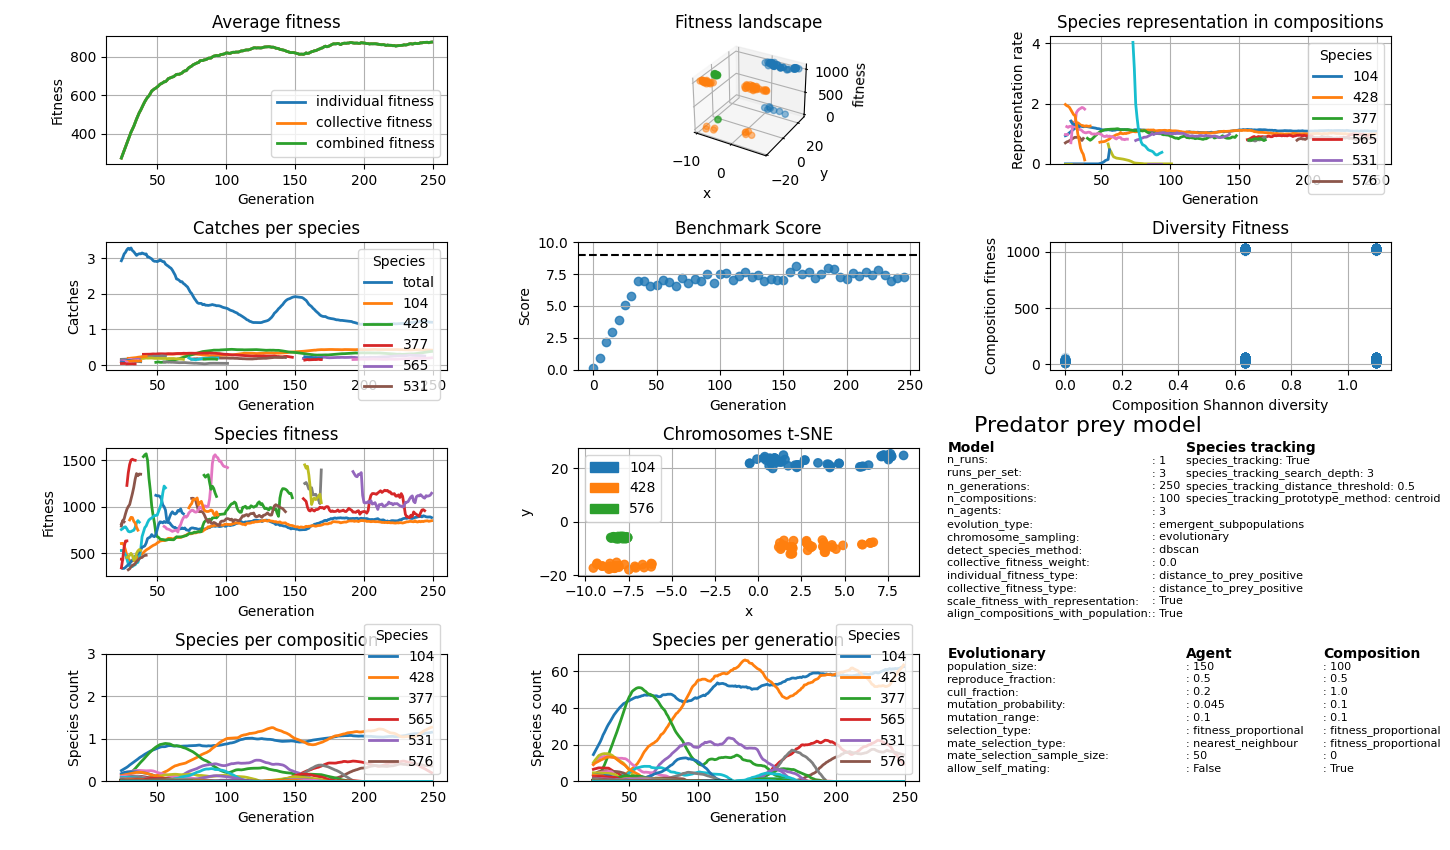 Average fitness
800
600
400
Fitness
individual fitness
collective fitness
combined fitness
50 100 150 200 250
Generation
Fitness landscape
1000
500
0
fitness
−10 0
x
20
0
−20
y
Species representation in compositions
4
2
0
Representation rate
Species
104
428
377
565
531
576
50 100 150 200
Generation
Catches per species
3
2
1
0
Catches
Species
total
104
428
377
565
531
50 100 150 200 250
Generation
Benchmark Score
10.0
7.5
5.0
2.5
0.0
Score
0 50 100 150 200 250
Generation
Diversity Fitness
1000
500
0
Composition fitness
0.0 0.2 0.4 0.6 0.8 1.0
Composition Shannon diversity
Species fitness
1500
1000
500
Fitness
50 100 150 200 250
Generation
Chromosomes t-SNE
20
0
−20
y
104
428
576
−10.0 −7.5 −5.0 −2.5 0.0 2.5 5.0 7.5
x
Predator prey model
Model
n_runs: : 1
runs_per_set: : 3
n_generations: : 250
n_compositions: : 100
n_agents: : 3
evolution_type: : emergent_subpopulations
chromosome_sampling: : evolutionary
detect_species_method: : dbscan
collective_fitness_weight: : 0.0
individual_fitness_type: : distance_to_prey_positive
collective_fitness_type: : distance_to_prey_positive
scale_fitness_with_representation: : True
align_compositions_with_population:: True
Species tracking
species_tracking: True
species_tracking_search_depth: 3
species_tracking_distance_threshold: 0.5
species_tracking_prototype_method: centroid
Species per composition
3
2
1
0
Species count
Species
104
428
377
565
531
576
50 100 150 200 250
Generation
Species per generation
60
40
20
0
Species count
Species
104
428
377
565
531
576
50 100 150 200 250
Generation
Evolutionary Agent Composition
population_size: : 150 : 100
reproduce_fraction: : 0.5 : 0.5
cull_fraction: : 0.2 : 1.0
mutation_probability: : 0.045 : 0.1
mutation_range: : 0.1 : 0.1
selection_type: : fitness_proportional : fitness_proportional
mate_selection_type: : nearest_neighbour : fitness_proportional
mate_selection_sample_size: : 50 : 0
allow_self_mating: : False : True